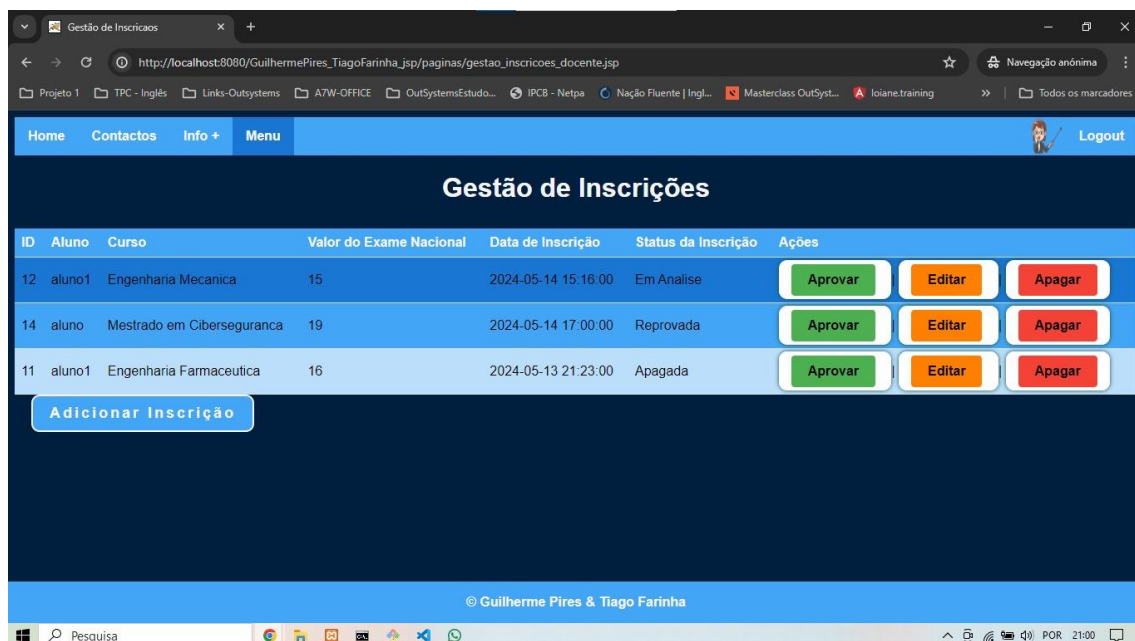 Gestão de Inscricaos
http://localhost:8080/GuilhermePires_TiagoFarinha_jsp/paginas/gestao_inscricoes_docente.jsp Navegação anónima
Projeto 1 TPC - Inglês Links-Outsystems A7W-OFFICE OutSystemsEstudo... IPCB - Netpa Nação Fluente | Ingl... Masterclass OutSyst... loiane.training » Todos os marcadores
Home Contactos Info + Menu Logout
Gestão de Inscrições
ID Aluno Curso Valor do Exame Nacional Data de Inscrição Status da Inscrição Ações
12 aluno1 Engenharia Mecanica 15 2024-05-14 15:16:00 Em Analise Aprovar | Editar | Apagar
14 aluno Mestrado em Ciberseguranca 19 2024-05-14 17:00:00 Reprovada Aprovar | Editar | Apagar
11 aluno1 Engenharia Farmaceutica 16 2024-05-13 21:23:00 Apagada Aprovar | Editar | Apagar
Adicionar Inscrição
© Guilherme Pires & Tiago Farinha
Pesquisa POR 21:00